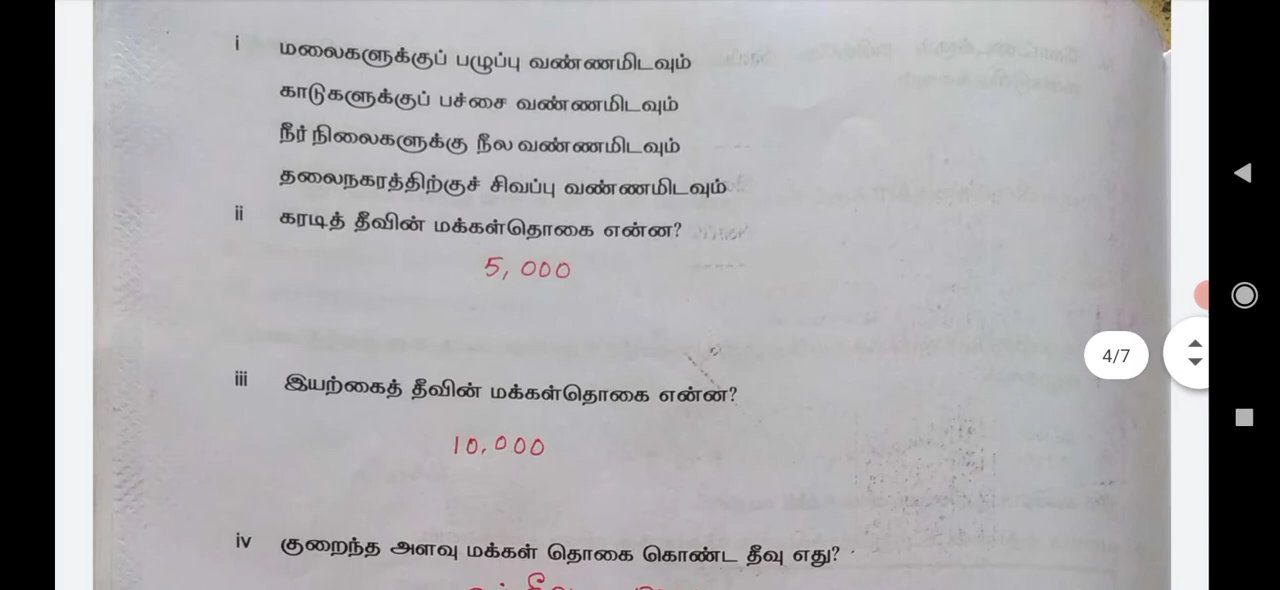 i மலைகளுக்குப் பழுப்பு வண்ணமிடவும்
காடுகளுக்குப் பச்சை வண்ணமிடவும்
நீர் நிலைகளுக்கு நீல வண்ணமிடவும்
தலைநகரத்திற்குச் சிவப்பு வண்ணமிடவும்
ii கரடித் தீவின் மக்கள்தொகை என்ன?
5, 000
4/7
iii இயற்கைத் தீவின் மக்கள்தொகை என்ன?
10,000
iv குறைந்த அளவு மக்கள் தொகை கொண்ட தீவு எது?